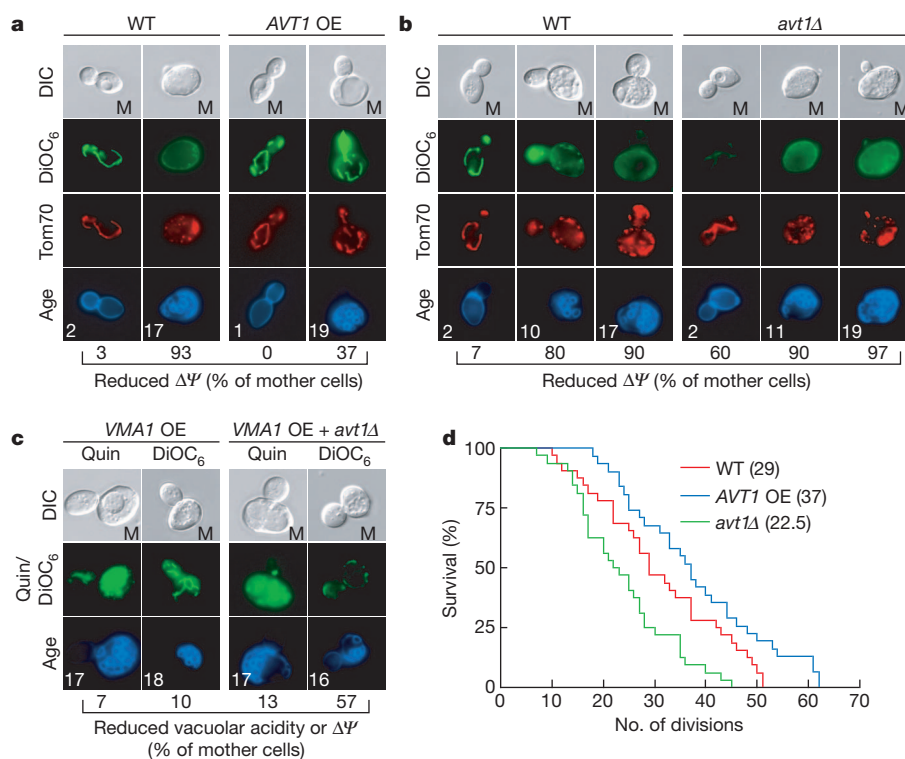 a
WT AVT1 OE
DIC
M M M M
DiOC6
Tom70
Age
2 17 1 19
3 93 0 37
Reduced ΔΨ (% of mother cells)
b
WT avt1Δ
DIC
M M M M M M
DiOC6
Tom70
Age
2 10 17 2 11 19
7 80 90 60 90 97
Reduced ΔΨ (% of mother cells)
c
VMA1 OE VMA1 OE + avt1Δ
Quin DiOC6 Quin DiOC6
DIC
M M M M
Quin/
DiOC6
Age
17 18 17 16
7 10 13 57
Reduced vacuolar acidity or ΔΨ
(% of mother cells)
d
100
75
50
25
0
Survival (%)
WT (29)
AVT1 OE (37)
avt1Δ (22.5)
0 10 20 30 40 50 60 70
No. of divisions